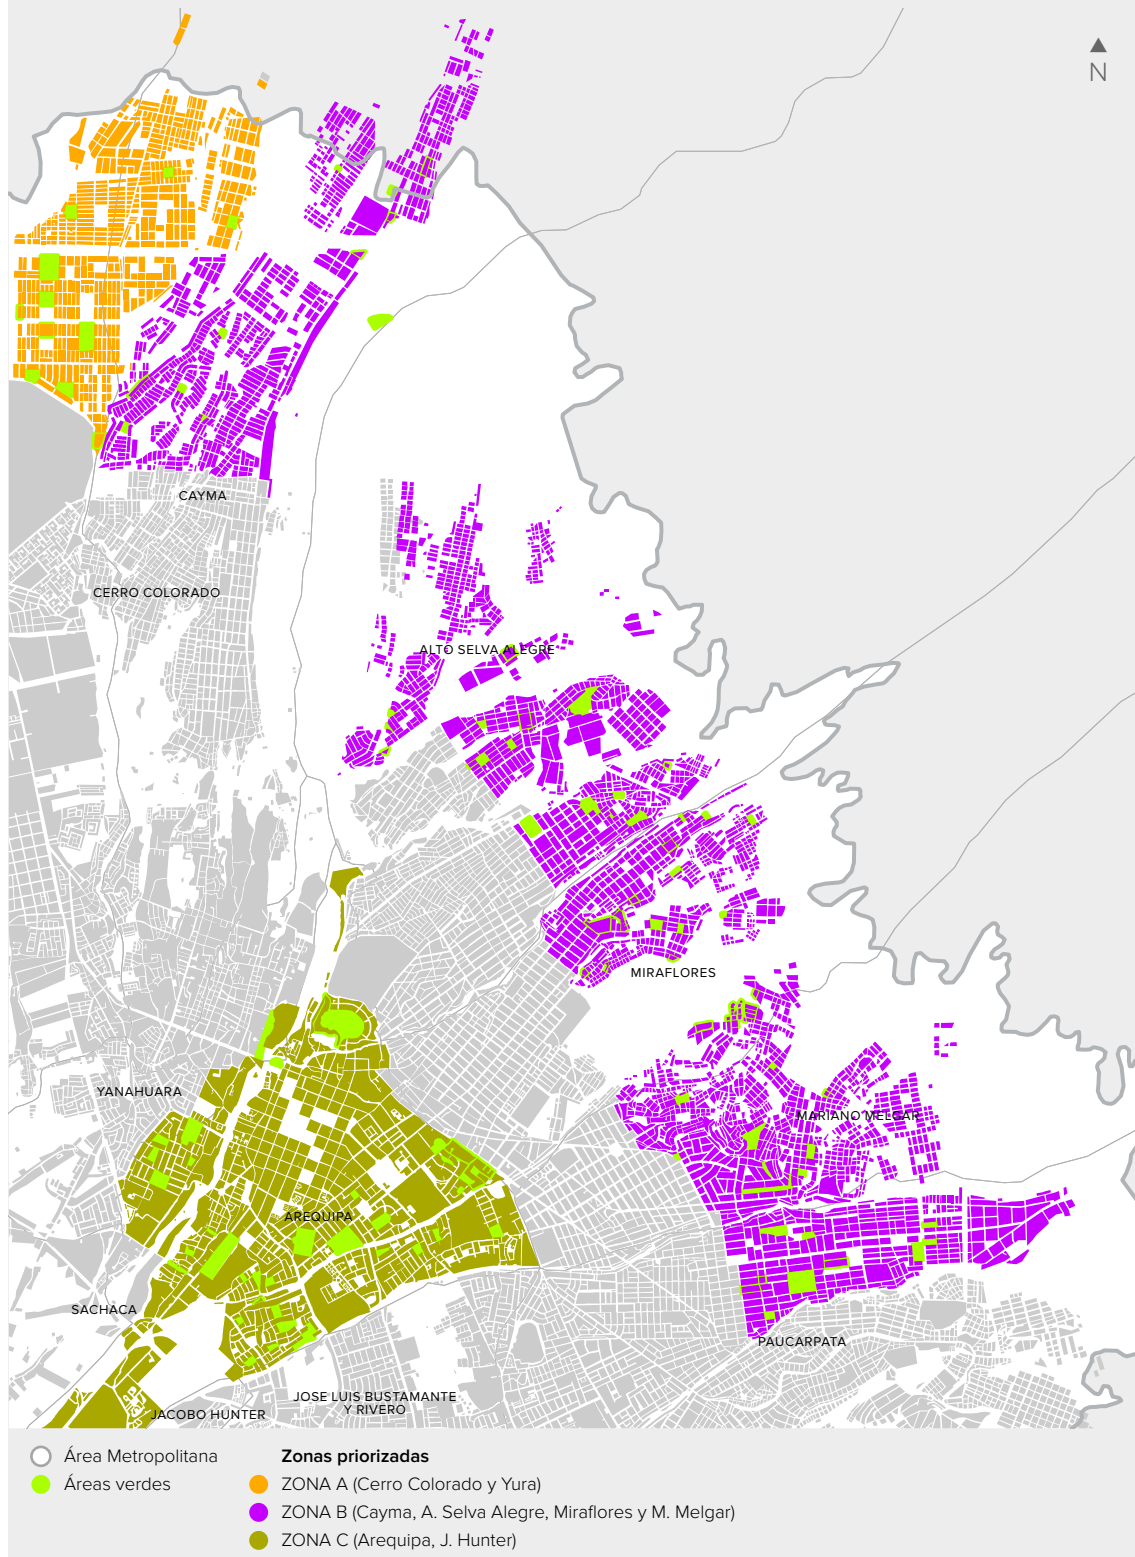 N
CAYMA
CERRO COLORADO
ALTO SELVA ALEGRE
MIRAFLORES
YANAHUARA
MARIANO MELGAR
AREQUIPA
SACHACA
PAUCARPATA
JOSE LUIS BUSTAMANTE
Y RIVERO
JACOBO HUNTER
Área Metropolitana
Áreas verdes
Zonas priorizadas
ZONA A (Cerro Colorado y Yura)
ZONA B (Cayma, A. Selva Alegre, Miraflores y M. Melgar)
ZONA C (Arequipa, J. Hunter)